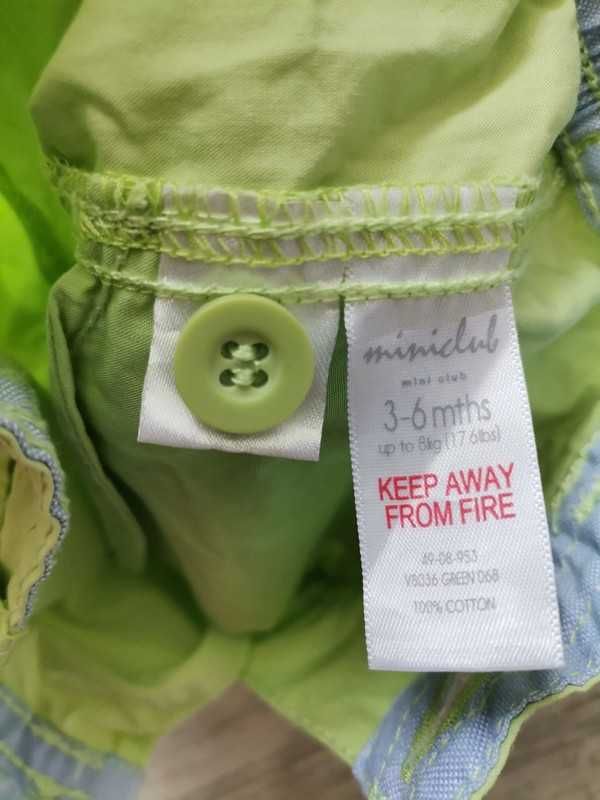 miniclub
mini club
3-6 mths
up to 8kg (17.6lbs)
KEEP AWAY
FROM FIRE
49-08-953
V8036 GREEN 068
100% COTTON